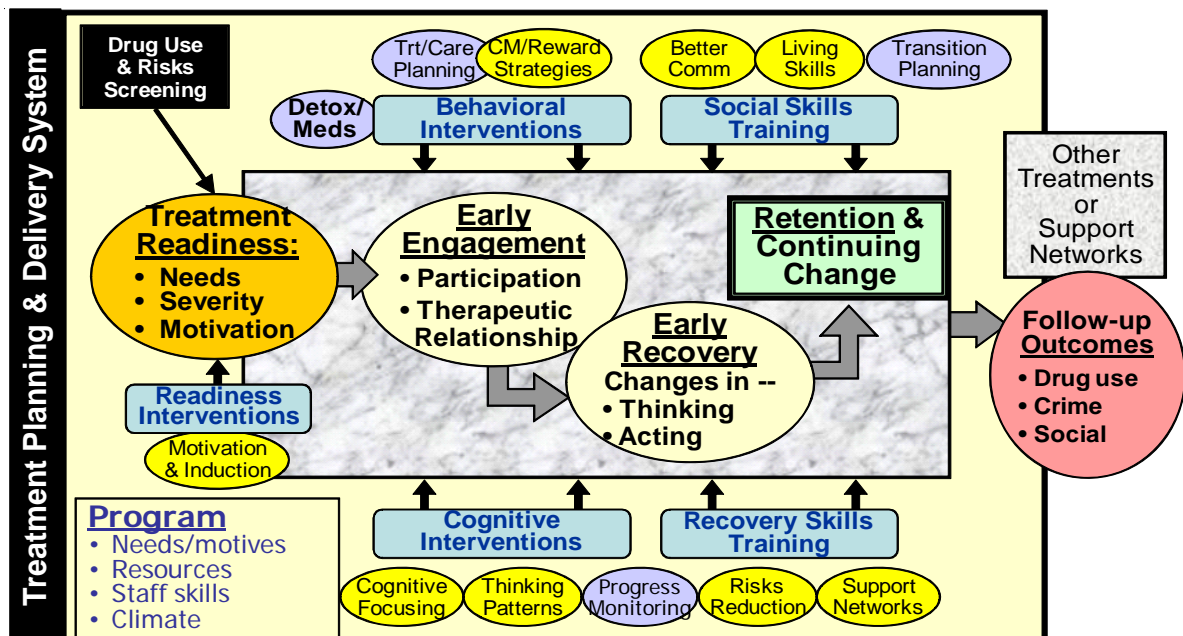 Treatment Planning & Delivery System
Drug Use
& Risks
Screening
Trt/Care
Planning
CM/Reward
Strategies
Better
Comm
Living
Skills
Transition
Planning
Detox/
Meds
Behavioral
Interventions
Social Skills
Training
Other
Treatments
or
Support
Networks
Treatment
Readiness:
• Needs
• Severity
• Motivation
Early
Engagement
• Participation
• Therapeutic
Relationship
Early
Recovery
Changes in --
• Thinking
• Acting
Retention &
Continuing
Change
Follow-up
Outcomes
• Drug use
• Crime
• Social
Readiness
Interventions
Motivation
& Induction
Program
• Needs/motives
• Resources
• Staff skills
• Climate
Cognitive
Interventions
Recovery Skills
Training
Cognitive
Focusing
Thinking
Patterns
Progress
Monitoring
Risks
Reduction
Support
Networks